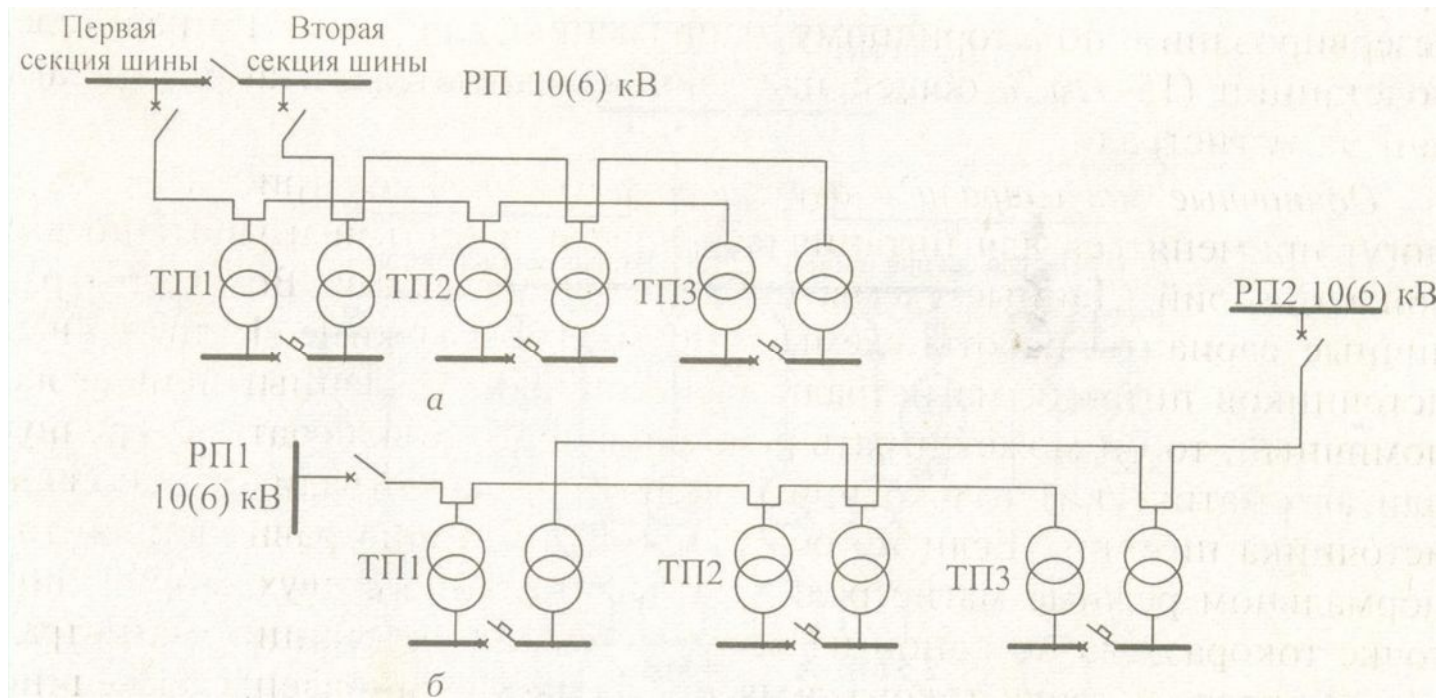 Первая
секция шины
Вторая
секция шины
РП 10(6) кВ
ТП1
ТП2
ТП3
РП2 10(6) кВ
а
РП1
10(6) кВ
ТП1
ТП2
ТП3
б